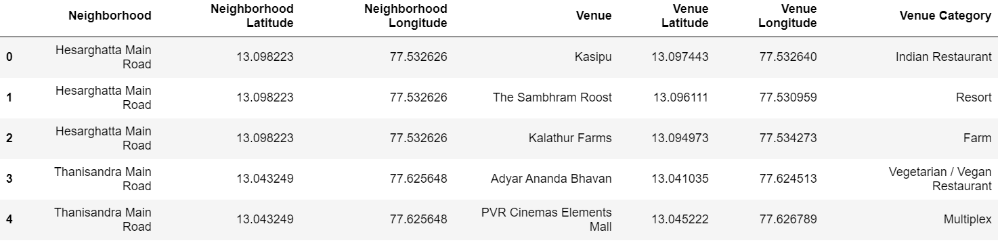 Neighborhood Neighborhood Latitude Neighborhood Longitude Venue Venue Latitude Venue Longitude Venue Category
0 Hesarghatta Main Road 13.098223 77.532626 Kasipu 13.097443 77.532640 Indian Restaurant
1 Hesarghatta Main Road 13.098223 77.532626 The Sambhram Roost 13.096111 77.530959 Resort
2 Hesarghatta Main Road 13.098223 77.532626 Kalathur Farms 13.094973 77.534273 Farm
3 Thanisandra Main Road 13.043249 77.625648 Adyar Ananda Bhavan 13.041035 77.624513 Vegetarian / Vegan Restaurant
4 Thanisandra Main Road 13.043249 77.625648 PVR Cinemas Elements Mall 13.045222 77.626789 Multiplex